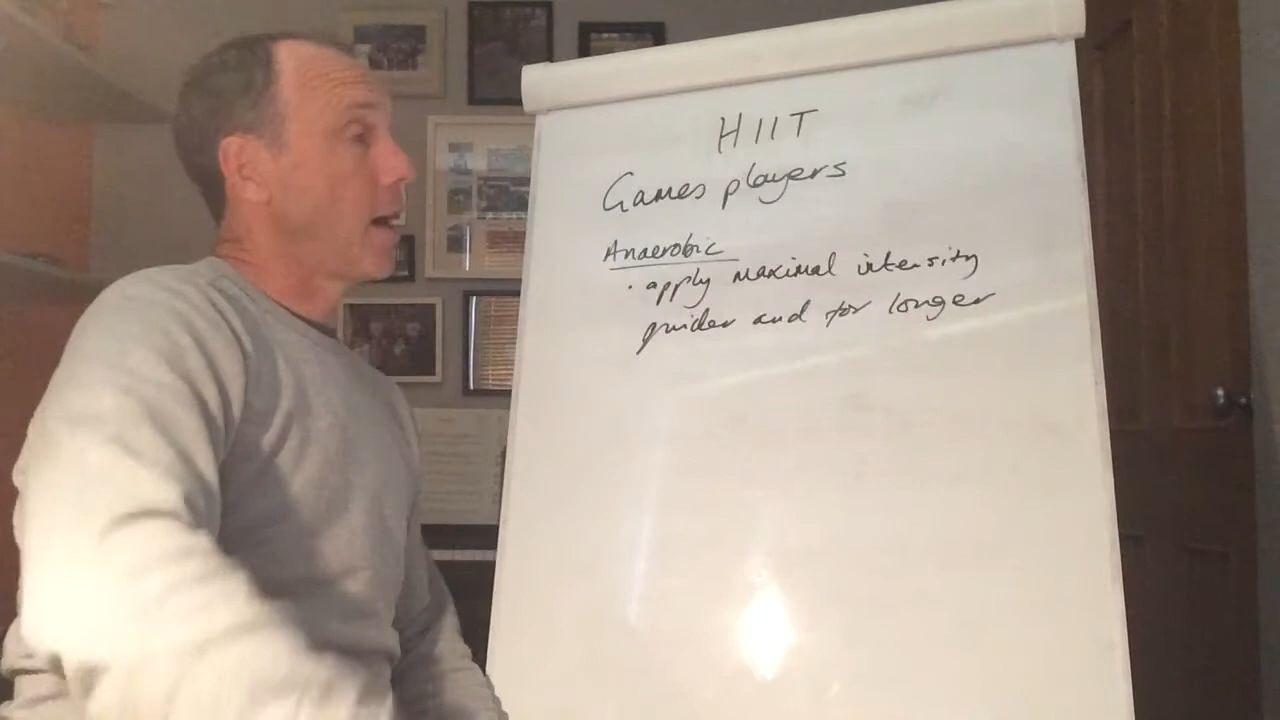 HIIT
Games players
Anaerobic
· apply maximal intensity
quicker and for longer